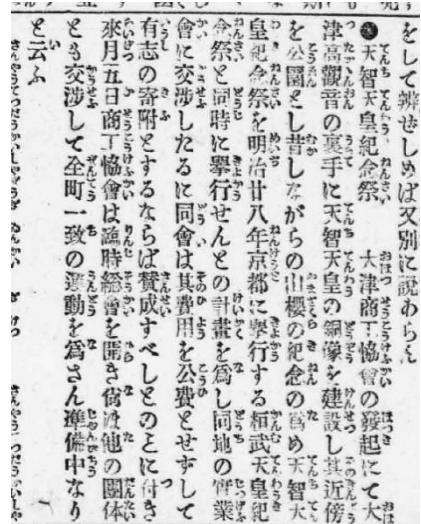 をして辨ぜしめば又別に説わらん
●天智天皇紀念祭　大津商工協會の發起にて大
津高觀音の裏手に天智天皇の銅像を建設し其近傍
を公園とし昔しながらの山櫻の紀念の爲め天智大
皇紀念祭を明治廿八年京都に擧行する桓武天皇紀
念祭と同時に擧行せんとの計畫を爲し同地の實業
會に交渉したるに同會は其費用を公費とせずして
有志の寄附とするならば賛成すべしとのことに付き
來月五日商工協會は臨時總會を開き尚ほ他の團体
とも交渉して全町一致の運動を爲さん準備中なり
と云ふ